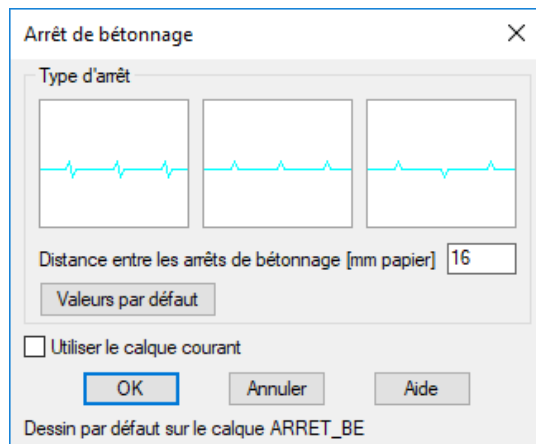 Arrêt de bétonnage
Type d'arrêt
Distance entre les arrêts de bétonnage [mm papier] 16
Valeurs par défaut
Utiliser le calque courant
OK Annuler Aide
Dessin par défaut sur le calque ARRET_BE